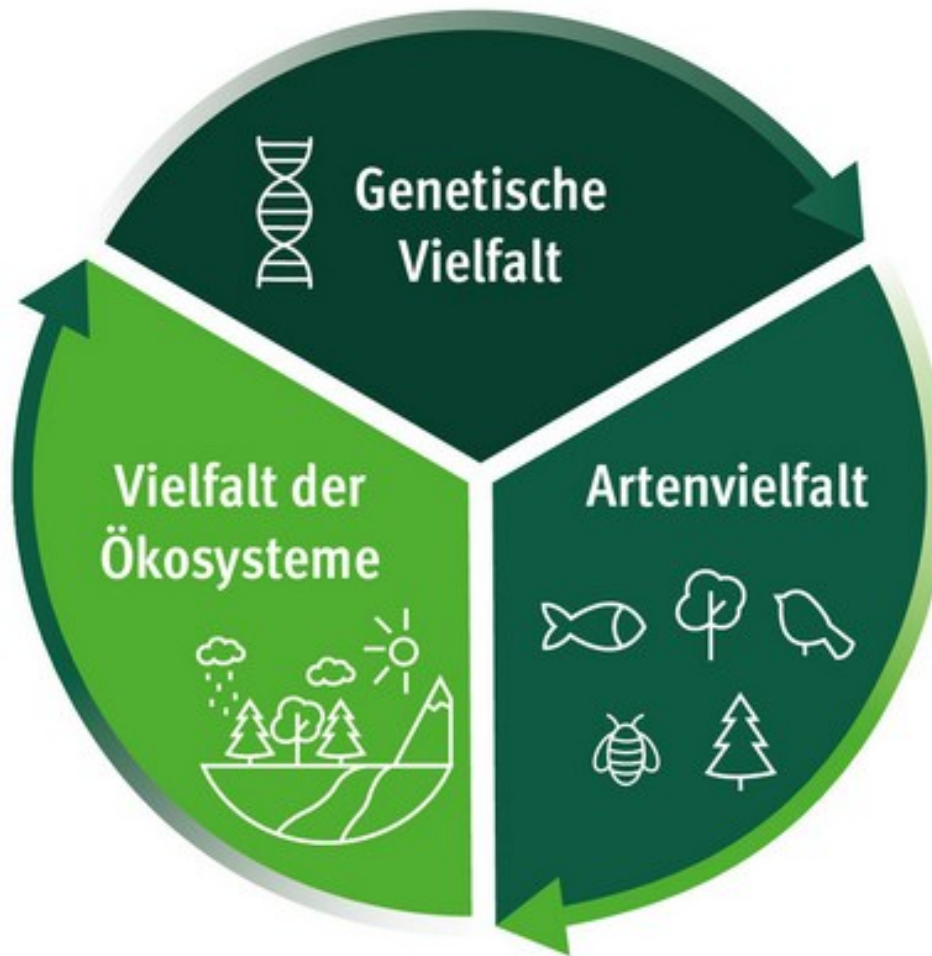 Genetische
Vielfalt
Vielfalt der
Ökosysteme
Artenvielfalt